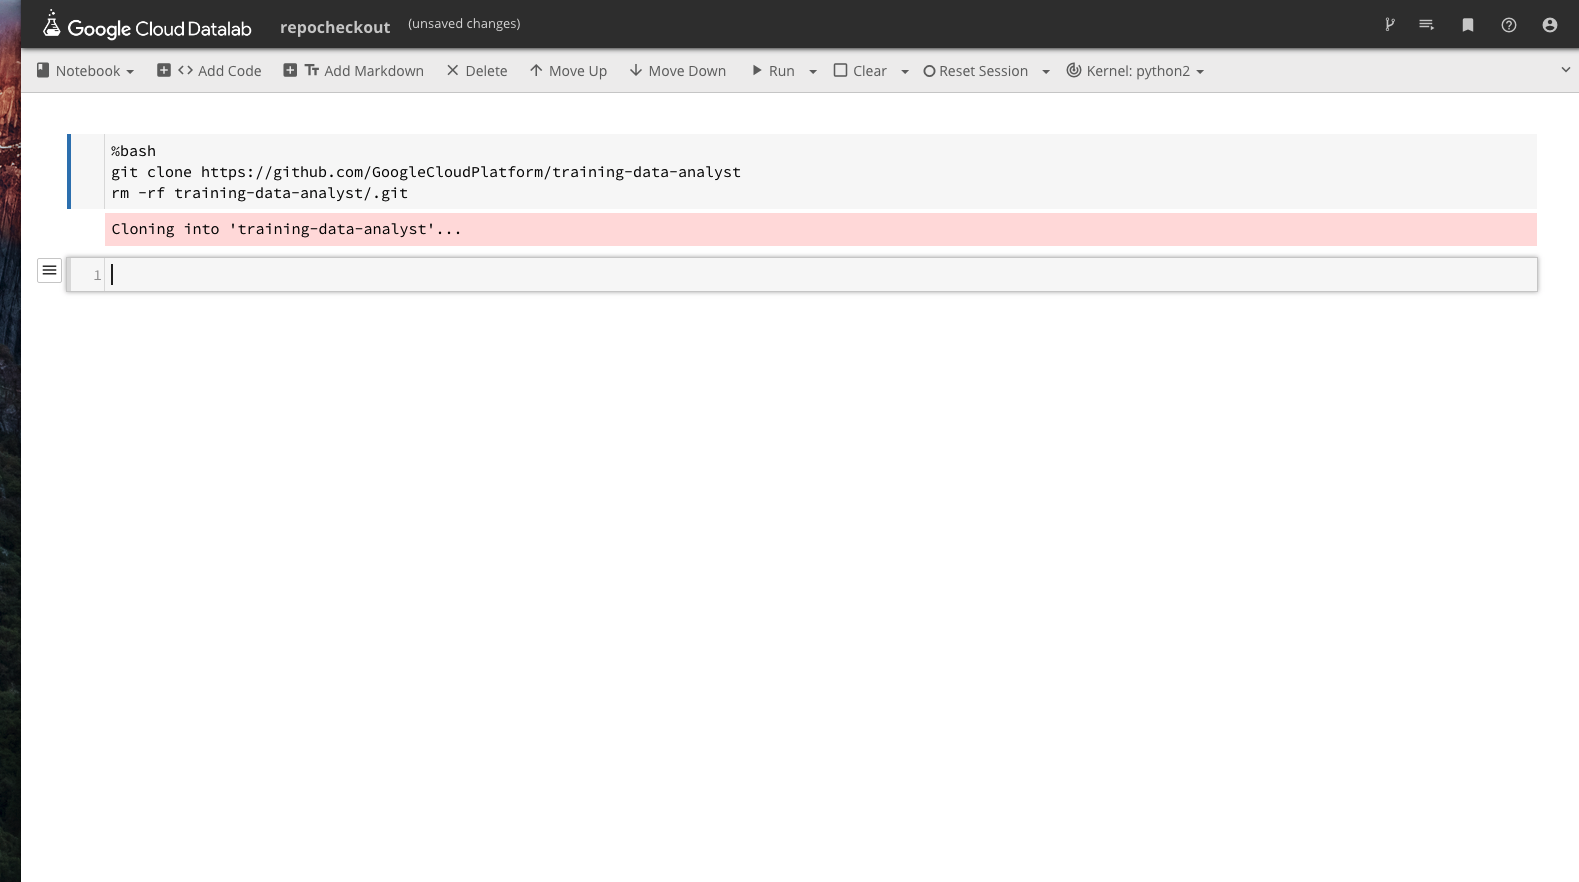 Google Cloud Datalab repocheckout (unsaved changes)
Notebook <> Add Code Tт Add Markdown Delete Move Up Move Down Run Clear Reset Session Kernel: python2
%bash
git clone https://github.com/GoogleCloudPlatform/training-data-analyst
rm -rf training-data-analyst/.git
Cloning into 'training-data-analyst'...
1